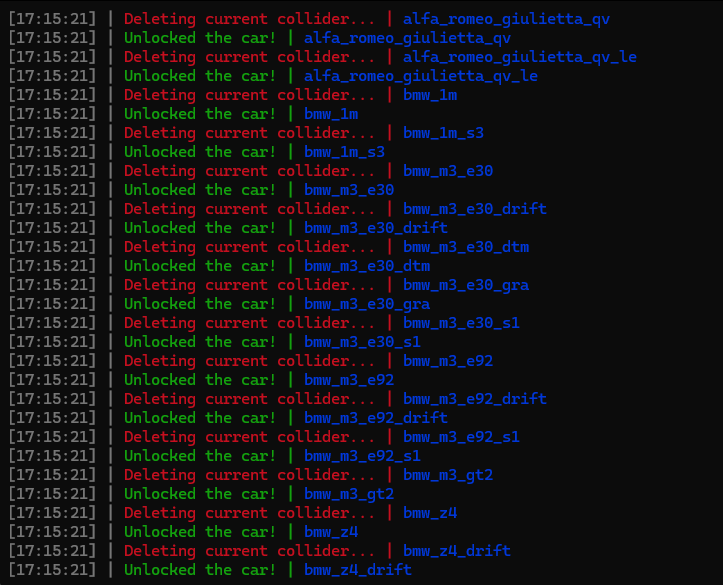 [17:15:21] | Deleting current collider... | alfa_romeo_giulietta_qv
[17:15:21] | Unlocked the car! | alfa_romeo_giulietta_qv
[17:15:21] | Deleting current collider... | alfa_romeo_giulietta_qv_le
[17:15:21] | Unlocked the car! | alfa_romeo_giulietta_qv_le
[17:15:21] | Deleting current collider... | bmw_1m
[17:15:21] | Unlocked the car! | bmw_1m
[17:15:21] | Deleting current collider... | bmw_1m_s3
[17:15:21] | Unlocked the car! | bmw_1m_s3
[17:15:21] | Deleting current collider... | bmw_m3_e30
[17:15:21] | Unlocked the car! | bmw_m3_e30
[17:15:21] | Deleting current collider... | bmw_m3_e30_drift
[17:15:21] | Unlocked the car! | bmw_m3_e30_drift
[17:15:21] | Deleting current collider... | bmw_m3_e30_dtm
[17:15:21] | Unlocked the car! | bmw_m3_e30_dtm
[17:15:21] | Deleting current collider... | bmw_m3_e30_gra
[17:15:21] | Unlocked the car! | bmw_m3_e30_gra
[17:15:21] | Deleting current collider... | bmw_m3_e30_s1
[17:15:21] | Unlocked the car! | bmw_m3_e30_s1
[17:15:21] | Deleting current collider... | bmw_m3_e92
[17:15:21] | Unlocked the car! | bmw_m3_e92
[17:15:21] | Deleting current collider... | bmw_m3_e92_drift
[17:15:21] | Unlocked the car! | bmw_m3_e92_drift
[17:15:21] | Deleting current collider... | bmw_m3_e92_s1
[17:15:21] | Unlocked the car! | bmw_m3_e92_s1
[17:15:21] | Deleting current collider... | bmw_m3_gt2
[17:15:21] | Unlocked the car! | bmw_m3_gt2
[17:15:21] | Deleting current collider... | bmw_z4
[17:15:21] | Unlocked the car! | bmw_z4
[17:15:21] | Deleting current collider... | bmw_z4_drift
[17:15:21] | Unlocked the car! | bmw_z4_drift